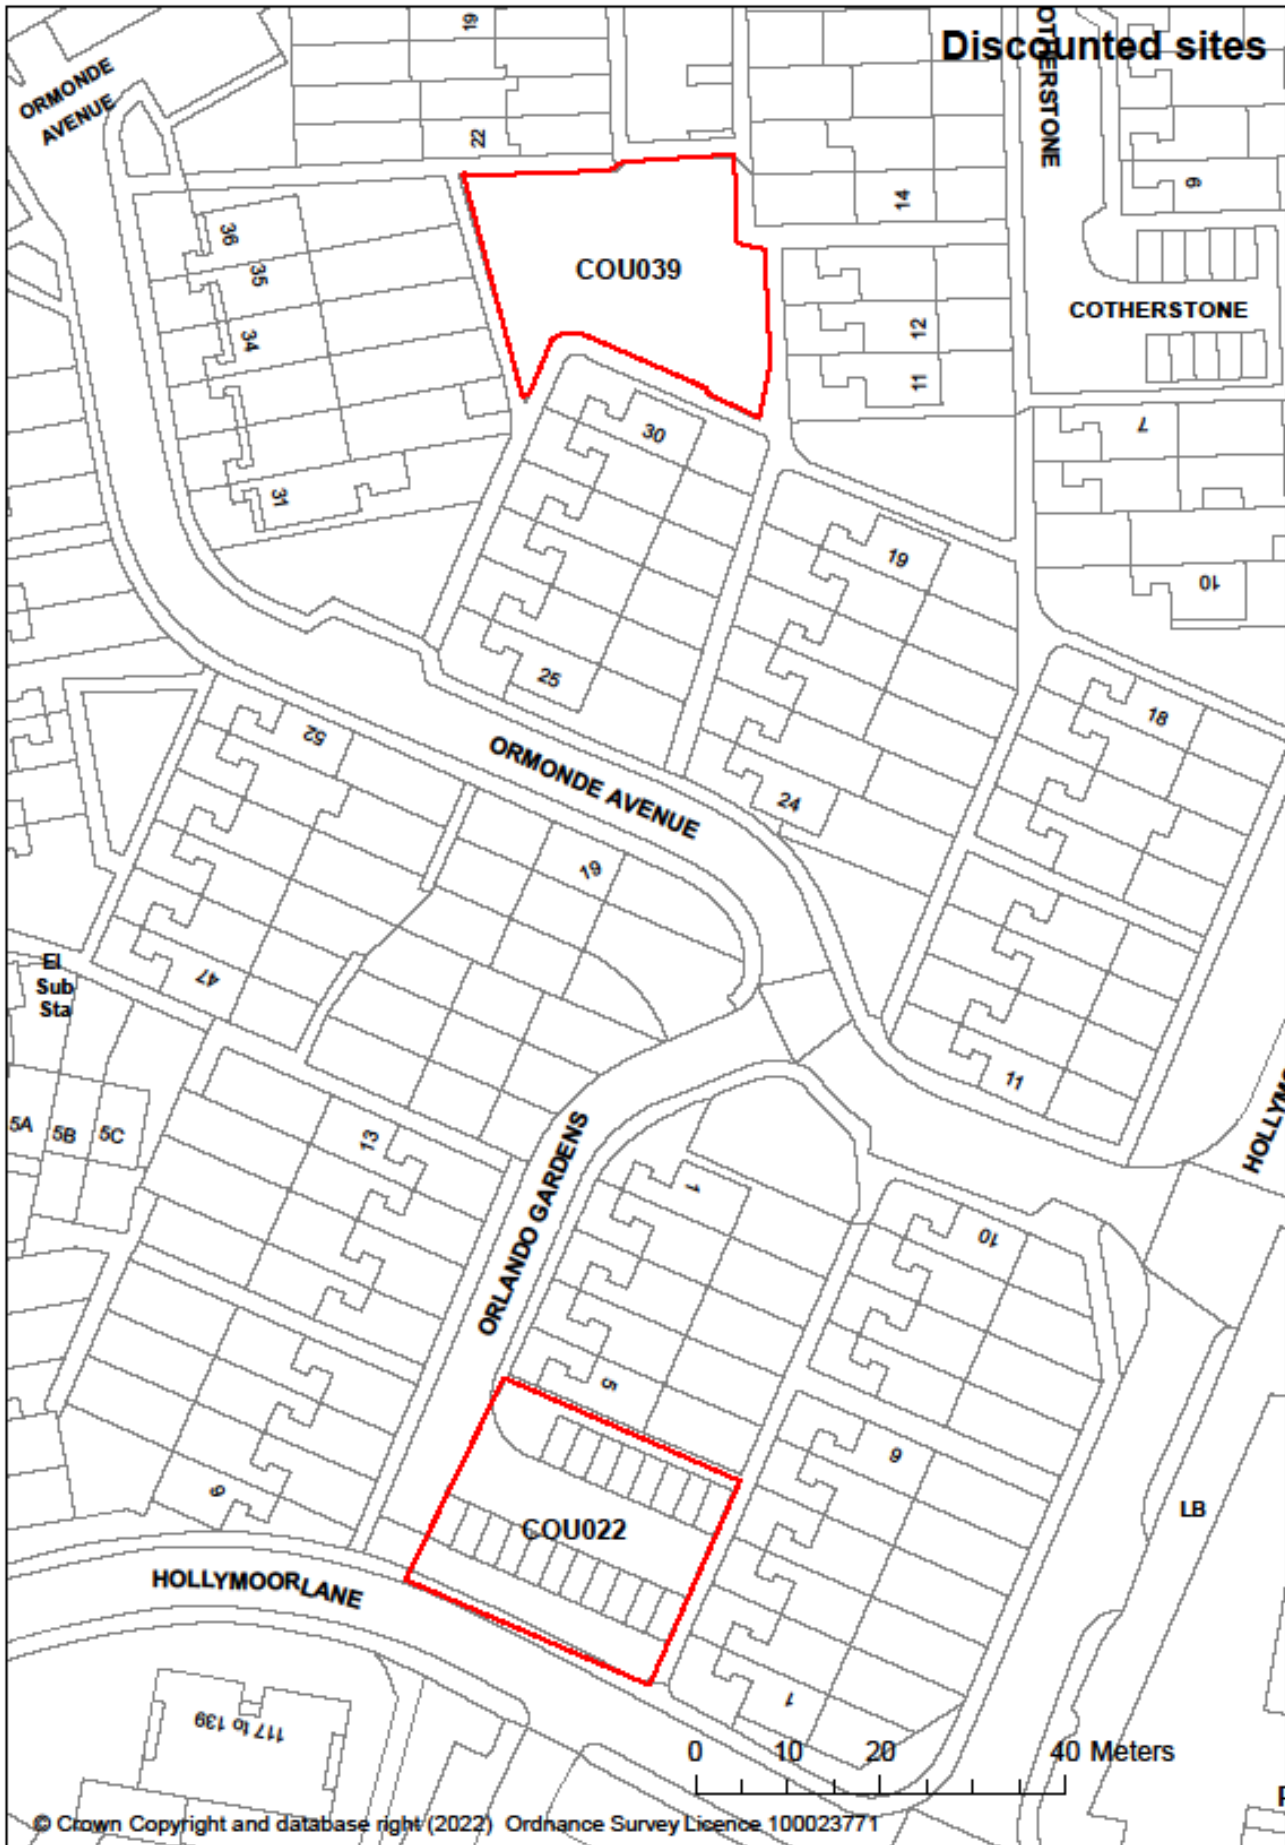 Discounted sites
ORMONDE
AVENUE
19
22
OTHERSTONE
6
14
36
35
34
31
COU039
COTHERSTONE
12
11
7
30
19
10
25
18
52
ORMONDE AVENUE
24
19
47
El
Sub
Sta
11
HOLLYM
5A
5B
5C
13
ORLANDO GARDENS
1
10
5
9
6
LB
COU022
HOLLYMOOR LANE
1
117 to 139
0 10 20 40 Meters
© Crown Copyright and database right (2022) Ordnance Survey Licence 100023771